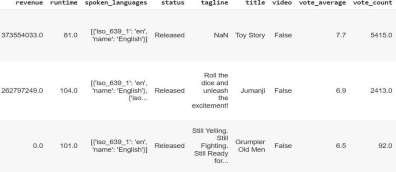 revenue runtime spoken_languages status tagline title video vote_average vote_count
373554033.0 81.0 [{'iso_639_1': 'en', 'name': 'English'}] Released NaN Toy Story False 7.7 5415.0
262797249.0 104.0 [{'iso_639_1': 'en', 'name': 'English'}, {'iso... Released Roll the dice and unleash the excitement! Jumanji False 6.9 2413.0
0.0 101.0 [{'iso_639_1': 'en', 'name': 'English'}] Released Still Yelling. Still Fighting. Still Ready for... Grumpier Old Men False 6.5 92.0